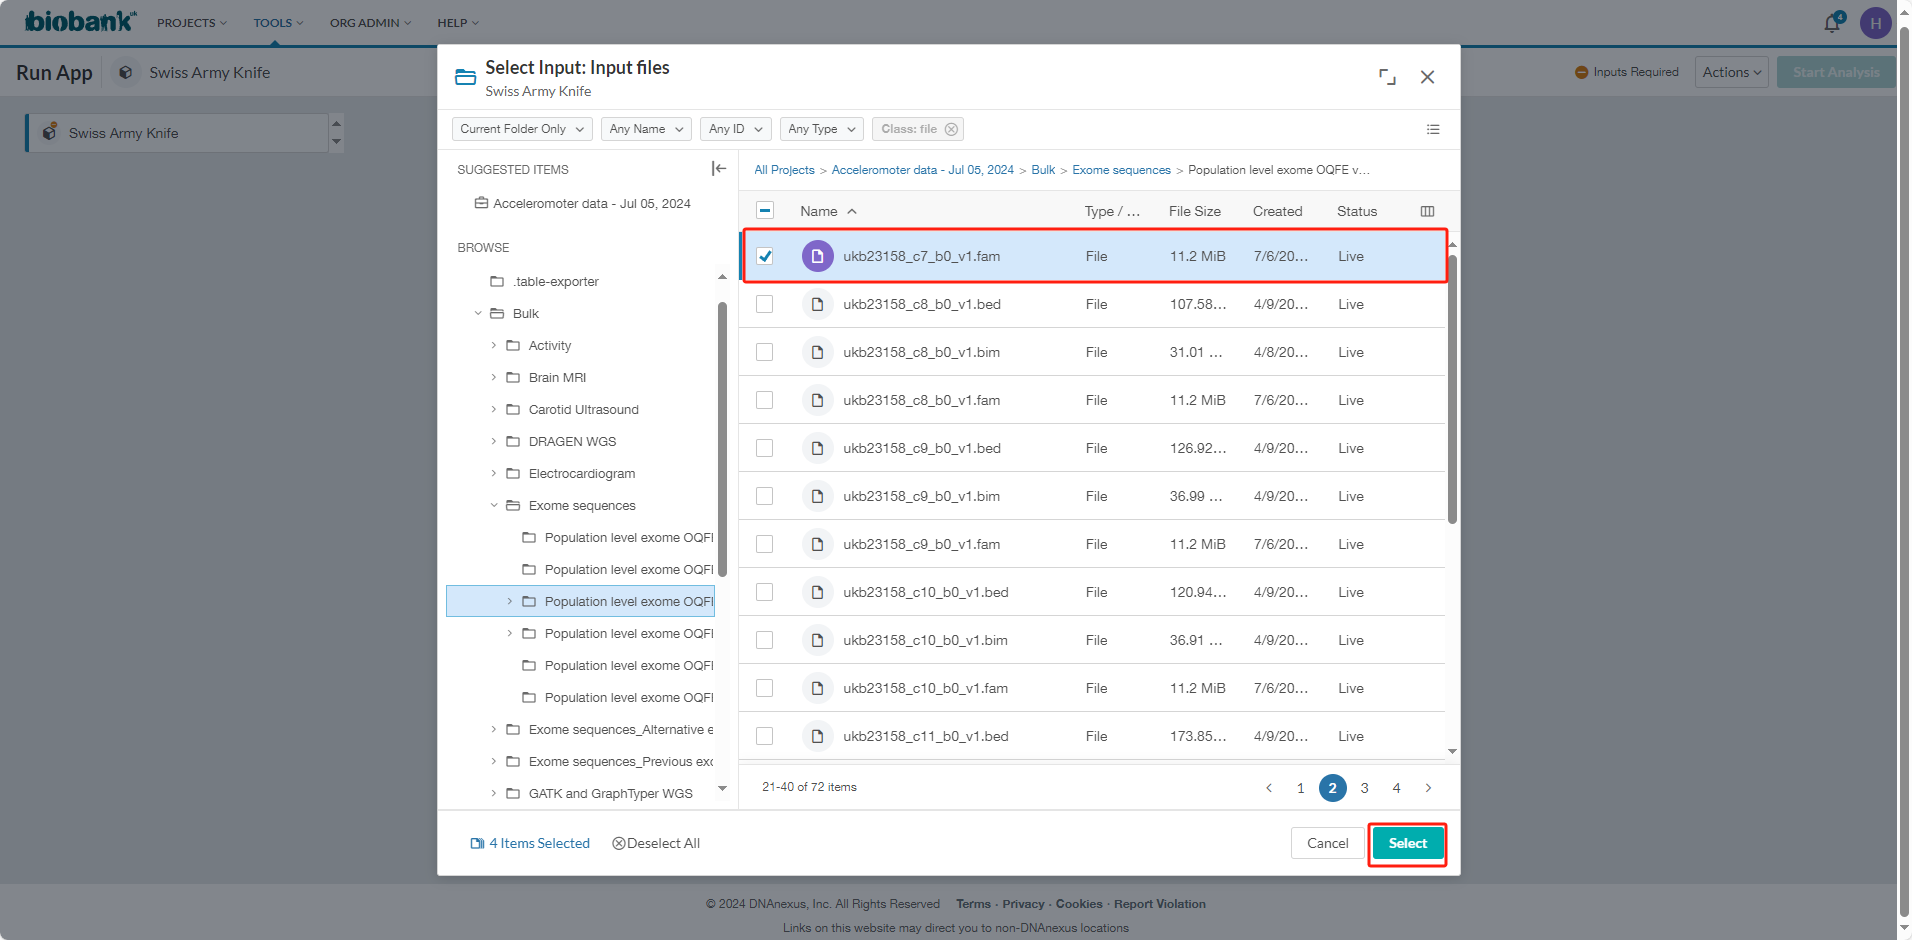 biobank uk PROJECTS TOOLS ORG ADMIN HELP 4 H
Run App Swiss Army Knife Inputs Required Actions Start Analysis
Swiss Army Knife
Select Input: Input files
Swiss Army Knife
Current Folder Only Any Name Any ID Any Type Class: file
SUGGESTED ITEMS
Acceleromoter data - Jul 05, 2024
BROWSE
.table-exporter
Bulk
Activity
Brain MRI
Carotid Ultrasound
DRAGEN WGS
Electrocardiogram
Exome sequences
Population level exome OQFI
Population level exome OQFI
Population level exome OQFI
Population level exome OQFI
Population level exome OQFI
Population level exome OQFI
Exome sequences_Alternative e
Exome sequences_Previous exc
GATK and GraphTyper WGS
All Projects > Acceleromoter data - Jul 05, 2024 > Bulk > Exome sequences > Population level exome OQFE v...
Name Type / ... File Size Created Status
ukb23158_c7_b0_v1.fam File 11.2 MiB 7/6/20... Live
ukb23158_c8_b0_v1.bed File 107.58... 4/9/20... Live
ukb23158_c8_b0_v1.bim File 31.01 ... 4/8/20... Live
ukb23158_c8_b0_v1.fam File 11.2 MiB 7/6/20... Live
ukb23158_c9_b0_v1.bed File 126.92... 4/9/20... Live
ukb23158_c9_b0_v1.bim File 36.99 ... 4/9/20... Live
ukb23158_c9_b0_v1.fam File 11.2 MiB 7/6/20... Live
ukb23158_c10_b0_v1.bed File 120.94... 4/9/20... Live
ukb23158_c10_b0_v1.bim File 36.91 ... 4/9/20... Live
ukb23158_c10_b0_v1.fam File 11.2 MiB 7/6/20... Live
ukb23158_c11_b0_v1.bed File 173.85... 4/9/20... Live
21-40 of 72 items 1 2 3 4
4 Items Selected Deselect All Cancel Select
© 2024 DNAnexus, Inc. All Rights Reserved Terms · Privacy · Cookies · Report Violation
Links on this website may direct you to non-DNAnexus locations